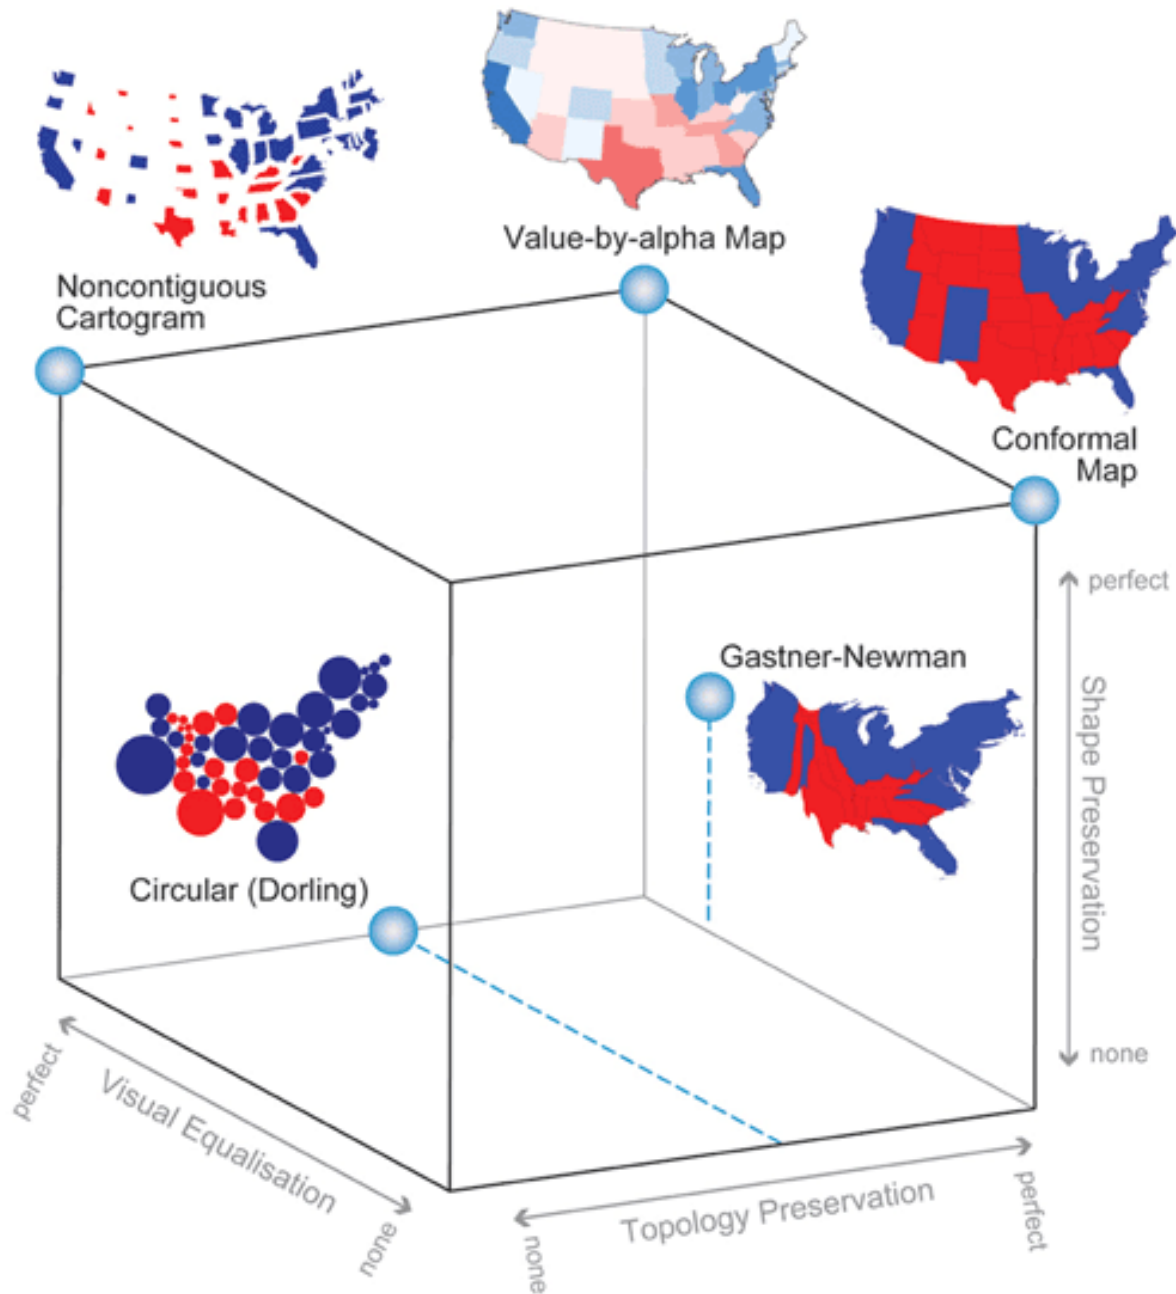 Value-by-alpha Map
Noncontiguous
Cartogram
Conformal
Map
perfect
Gastner-Newman
Shape Preservation
Circular (Dorling)
none
perfect
Visual Equalisation
none
none
Topology Preservation
perfect